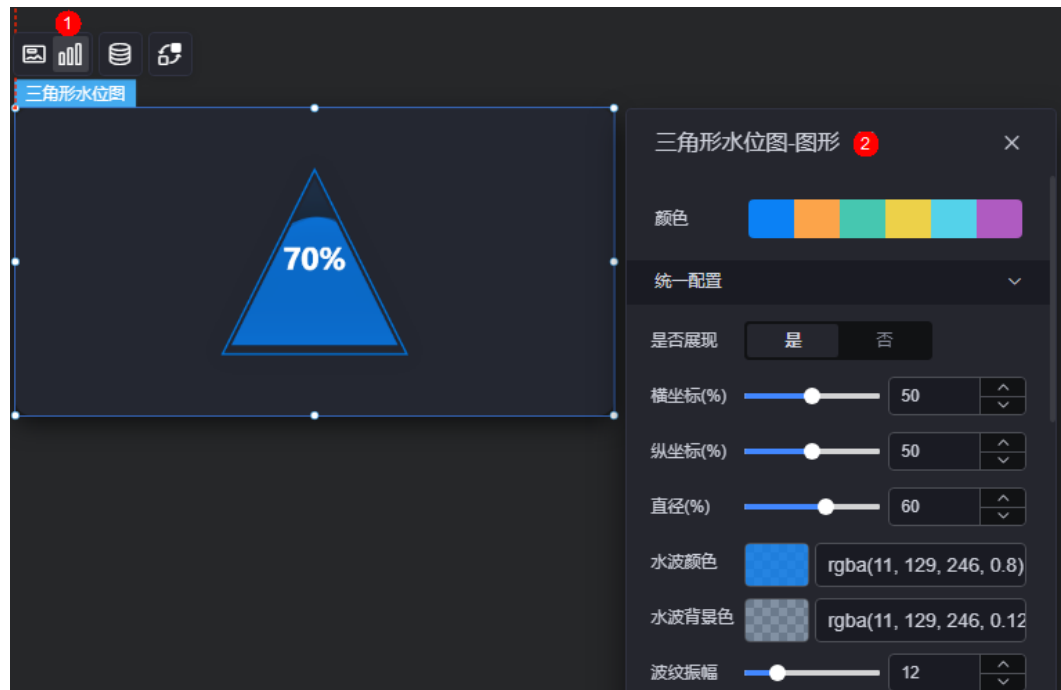 1
三角形水位图
70%
三角形水位图-图形 2
颜色
统一配置
是否展现 是 否
横坐标(%) 50
纵坐标(%) 50
直径(%) 60
水波颜色 rgba(11, 129, 246, 0.8)
水波背景色 rgba(11, 129, 246, 0.12
波纹振幅 12